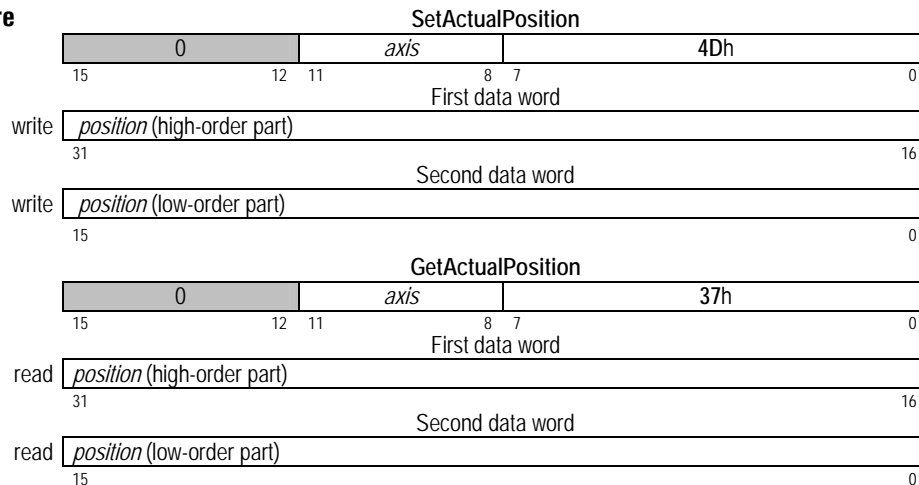 re
SetActualPosition
0 axis 4Dh
15 12 11 8 7 0
First data word
write position (high-order part)
31 16
Second data word
write position (low-order part)
15 0
GetActualPosition
0 axis 37h
15 12 11 8 7 0
First data word
read position (high-order part)
31 16
Second data word
read position (low-order part)
15 0